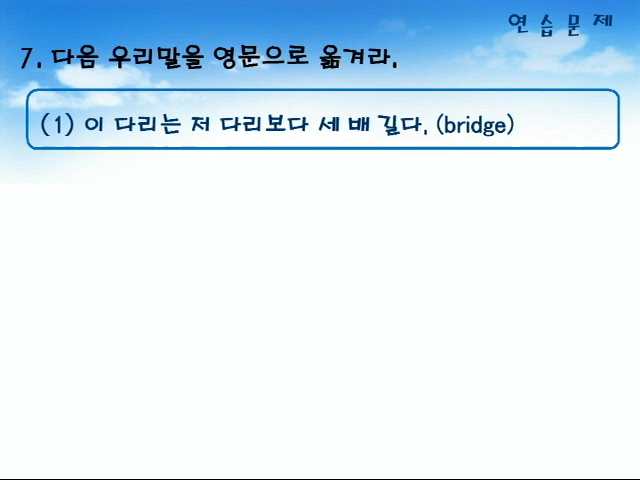 연 습 문 제
7. 다음 우리말을 영문으로 옮겨라.
(1) 이 다리는 저 다리보다 세 배 길다. (bridge)